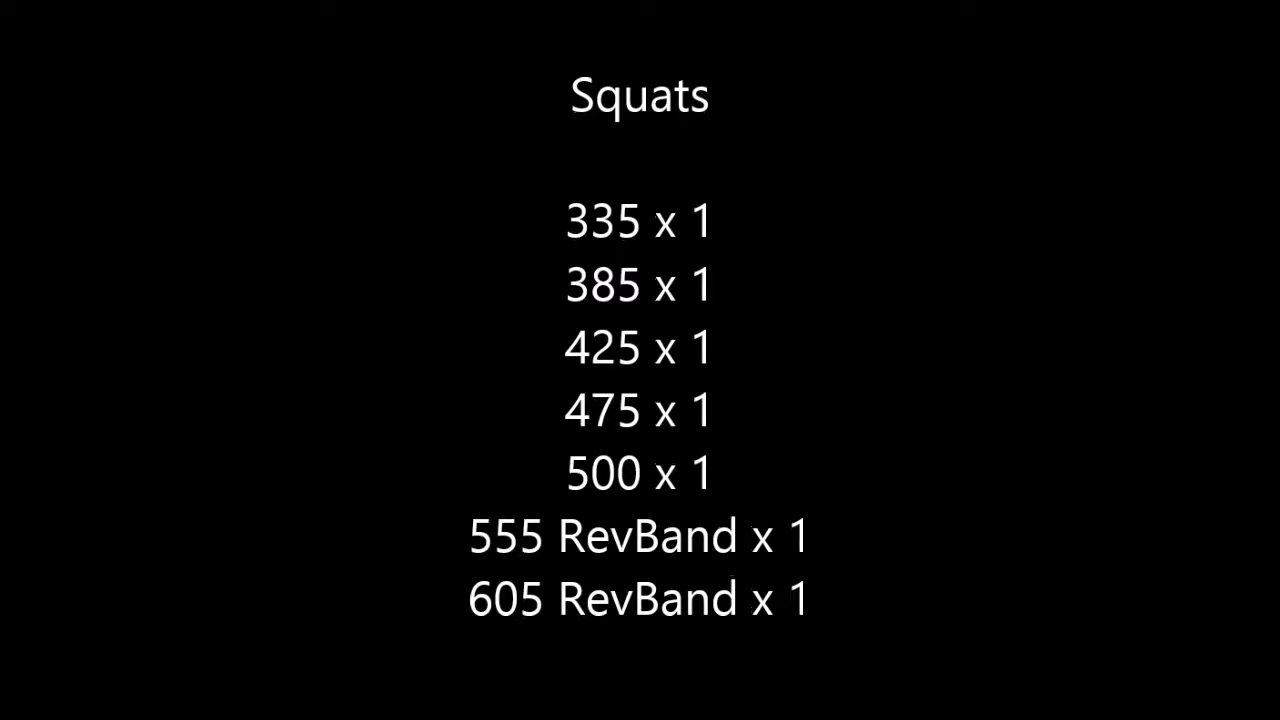 Squats
335 x 1
385 x 1
425 x 1
475 x 1
500 x 1
555 RevBand x 1
605 RevBand x 1